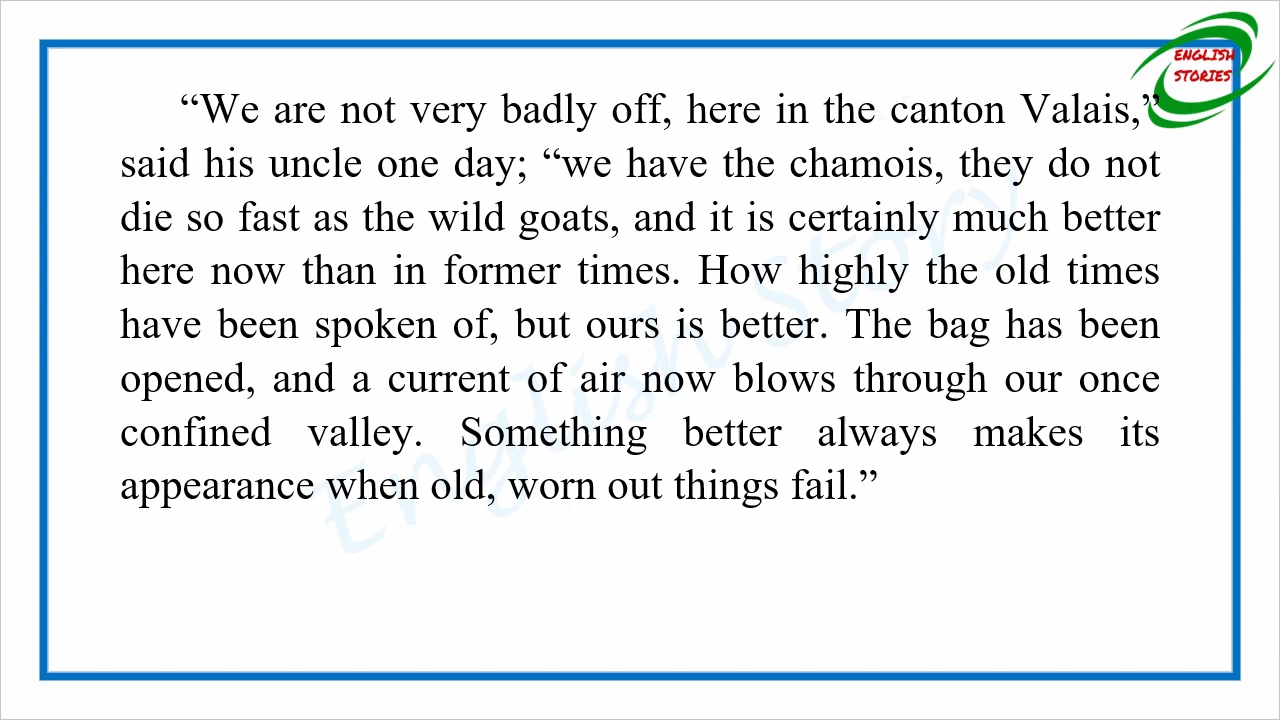 ENGLISH
STORIES
“We are not very badly off, here in the canton Valais,”
said his uncle one day; “we have the chamois, they do not
die so fast as the wild goats, and it is certainly much better
here now than in former times. How highly the old times
have been spoken of, but ours is better. The bag has been
opened, and a current of air now blows through our once
confined valley. Something better always makes its
appearance when old, worn out things fail.”
English Story